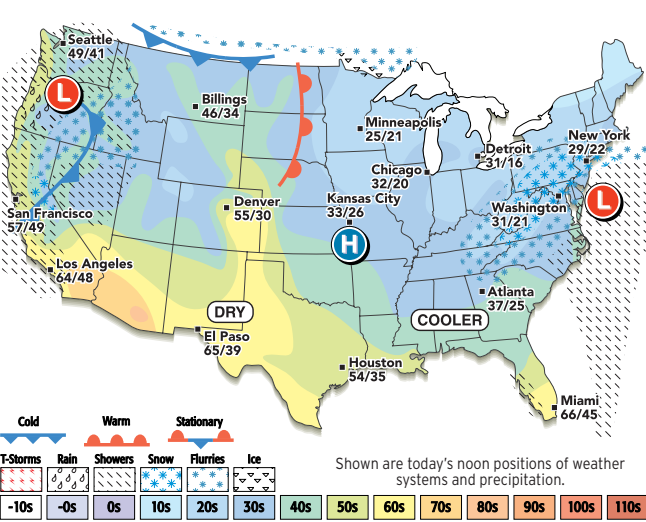 Seattle
49/41
L
Billings
46/34
Minneapolis
25/21
Detroit
31/16
New York
29/22
Chicago
32/20
Kansas City
33/26
Denver
55/30
Washington
31/21
L
San Francisco
57/49
H
Los Angeles
64/48
Atlanta
37/25
DRY
COOLER
El Paso
65/39
Houston
54/35
Miami
66/45
Cold Warm Stationary
T-Storms Rain Showers Snow Flurries Ice
Shown are today's noon positions of weather
systems and precipitation.
-10s -0s 0s 10s 20s 30s 40s 50s 60s 70s 80s 90s 100s 110s